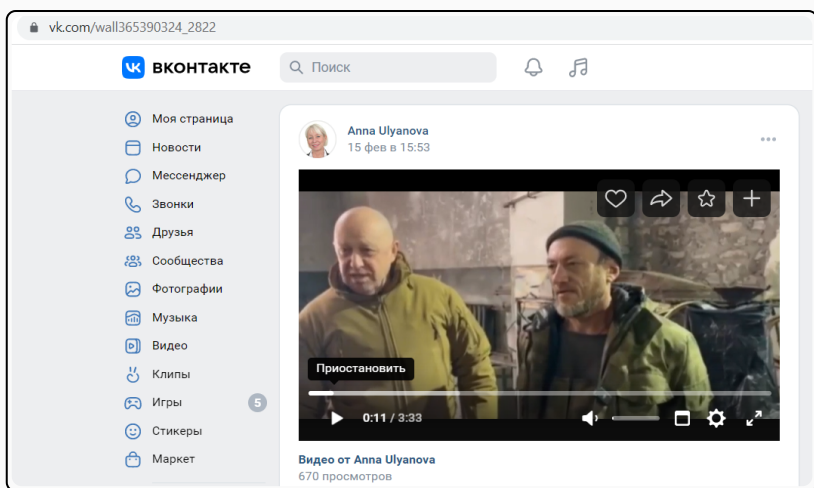 vk.com/wall365390324_2822
вконтакте
Поиск
Моя страница
Новости
Мессенджер
Звонки
Друзья
Сообщества
Фотографии
Музыка
Видео
Клипы
Игры 5
Стикеры
Маркет
Anna Ulyanova
15 фев в 15:53
Приостановить
0:11 / 3:33
Видео от Anna Ulyanova
670 просмотров